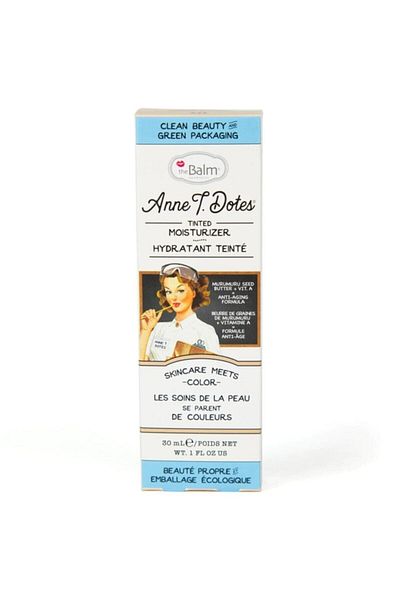 CLEAN BEAUTY AND
GREEN PACKAGING
theBalm®
Anne T. Dotes®
TINTED
MOISTURIZER
HYDRATANT TEINTÉ
MURUMURU SEED
BUTTER + VIT. A
+
ANTI-AGING
FORMULA
BEURRE DE GRAINES
DE MURUMURU
+ VITAMINE A
+
FORMULE
ANTI-ÂGE
ANNE T.
DOTES
SKINCARE MEETS
-COLOR-
LES SOINS DE LA PEAU
SE PARENT
DE COULEURS
30 mL℮/POIDS NET
WT. 1 FL OZ US
BEAUTÉ PROPRE ET
EMBALLAGE ÉCOLOGIQUE